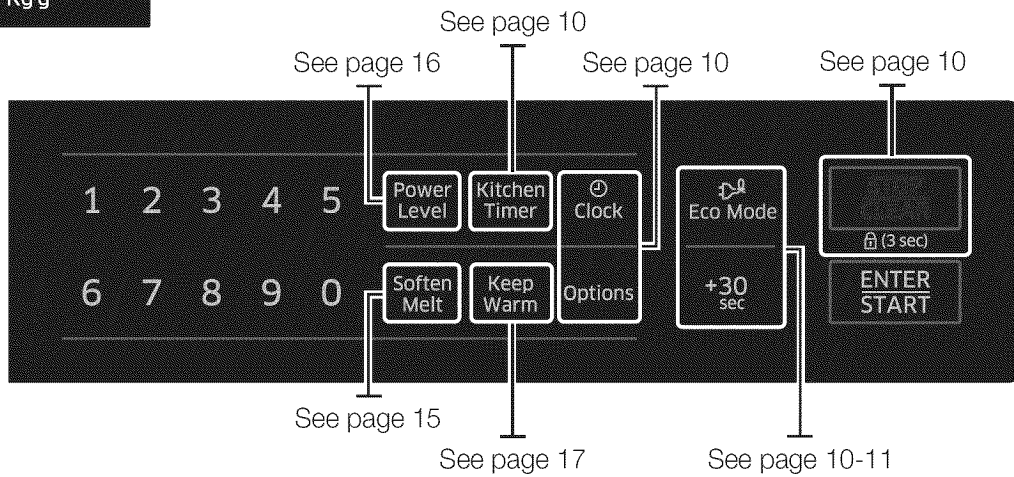 Kg g
See page 10
See page 16
See page 10
See page 10
1 2 3 4 5
Power
Level
Kitchen
Timer
Clock
Eco Mode
(3 sec)
6 7 8 9 0
Soften
Melt
Keep
Warm
Options
+30
sec
ENTER
START
See page 15
See page 17
See page 10-11